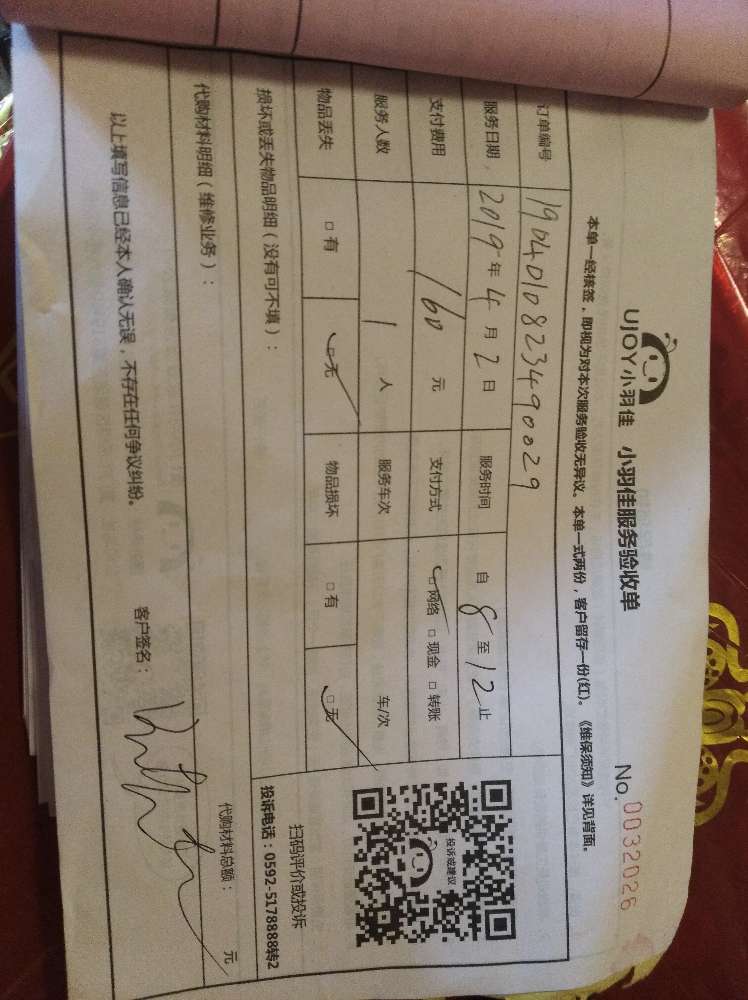 UJOY小羽佳 小羽佳服务验收单 No.0032026
本单一经核签，即视为对本次服务验收无异议、本单一式两份，客户留存一份(红)。《维保须知》详见背面。
订单编号 1904010823490029
服务日期 2019年4月2日 服务时间 自8至12止
支付费用 160元 支付方式 □网络 □现金 □转账
服务人数 1人 服务车次 车/次
物品丢失 □有 □无 物品损坏 □有 □无
投诉或建议
扫码评价或投诉
投诉电话：0592-5178888转2
损坏或丢失物品明细（没有可不填）：
代购材料明细（维修业务）： 代购材料总额： 元
以上填写信息已经本人确认无误，不存在任何争议纠纷。 客户签名：